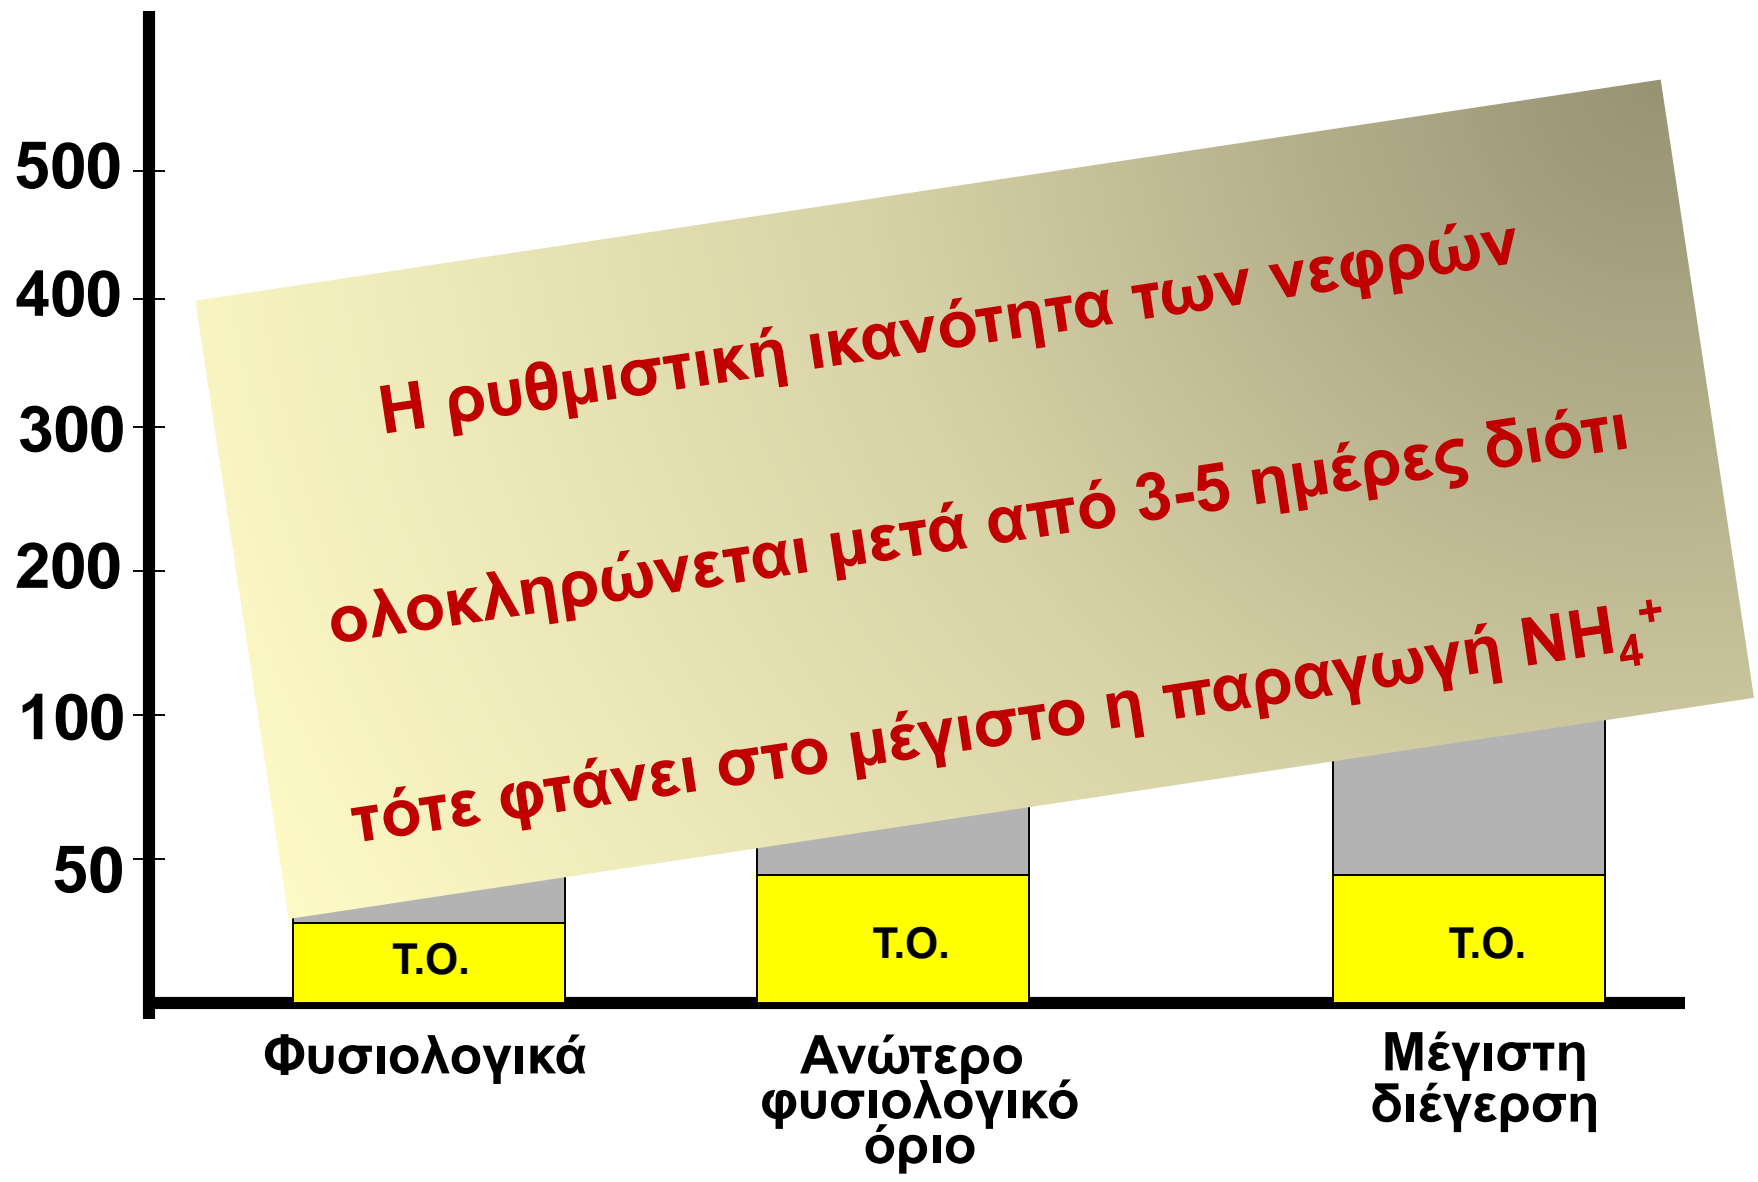 500
400
300
200
100
50
Η ρυθμιστική ικανότητα των νεφρών
ολοκληρώνεται μετά από 3-5 ημέρες διότι
τότε φτάνει στο μέγιστο η παραγωγή NH₄⁺
Τ.Ο.
Τ.Ο.
Τ.Ο.
Φυσιολογικά
Ανώτερο
φυσιολογικό
όριο
Μέγιστη
διέγερση